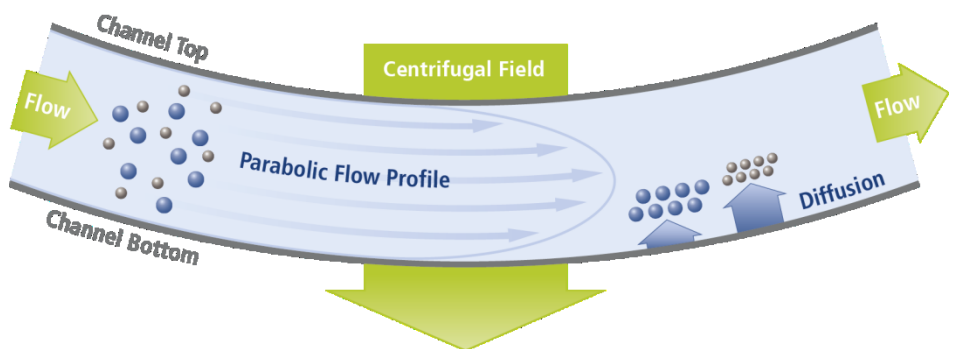 Channel Top
Centrifugal Field
Flow
Flow
Parabolic Flow Profile
Diffusion
Channel Bottom